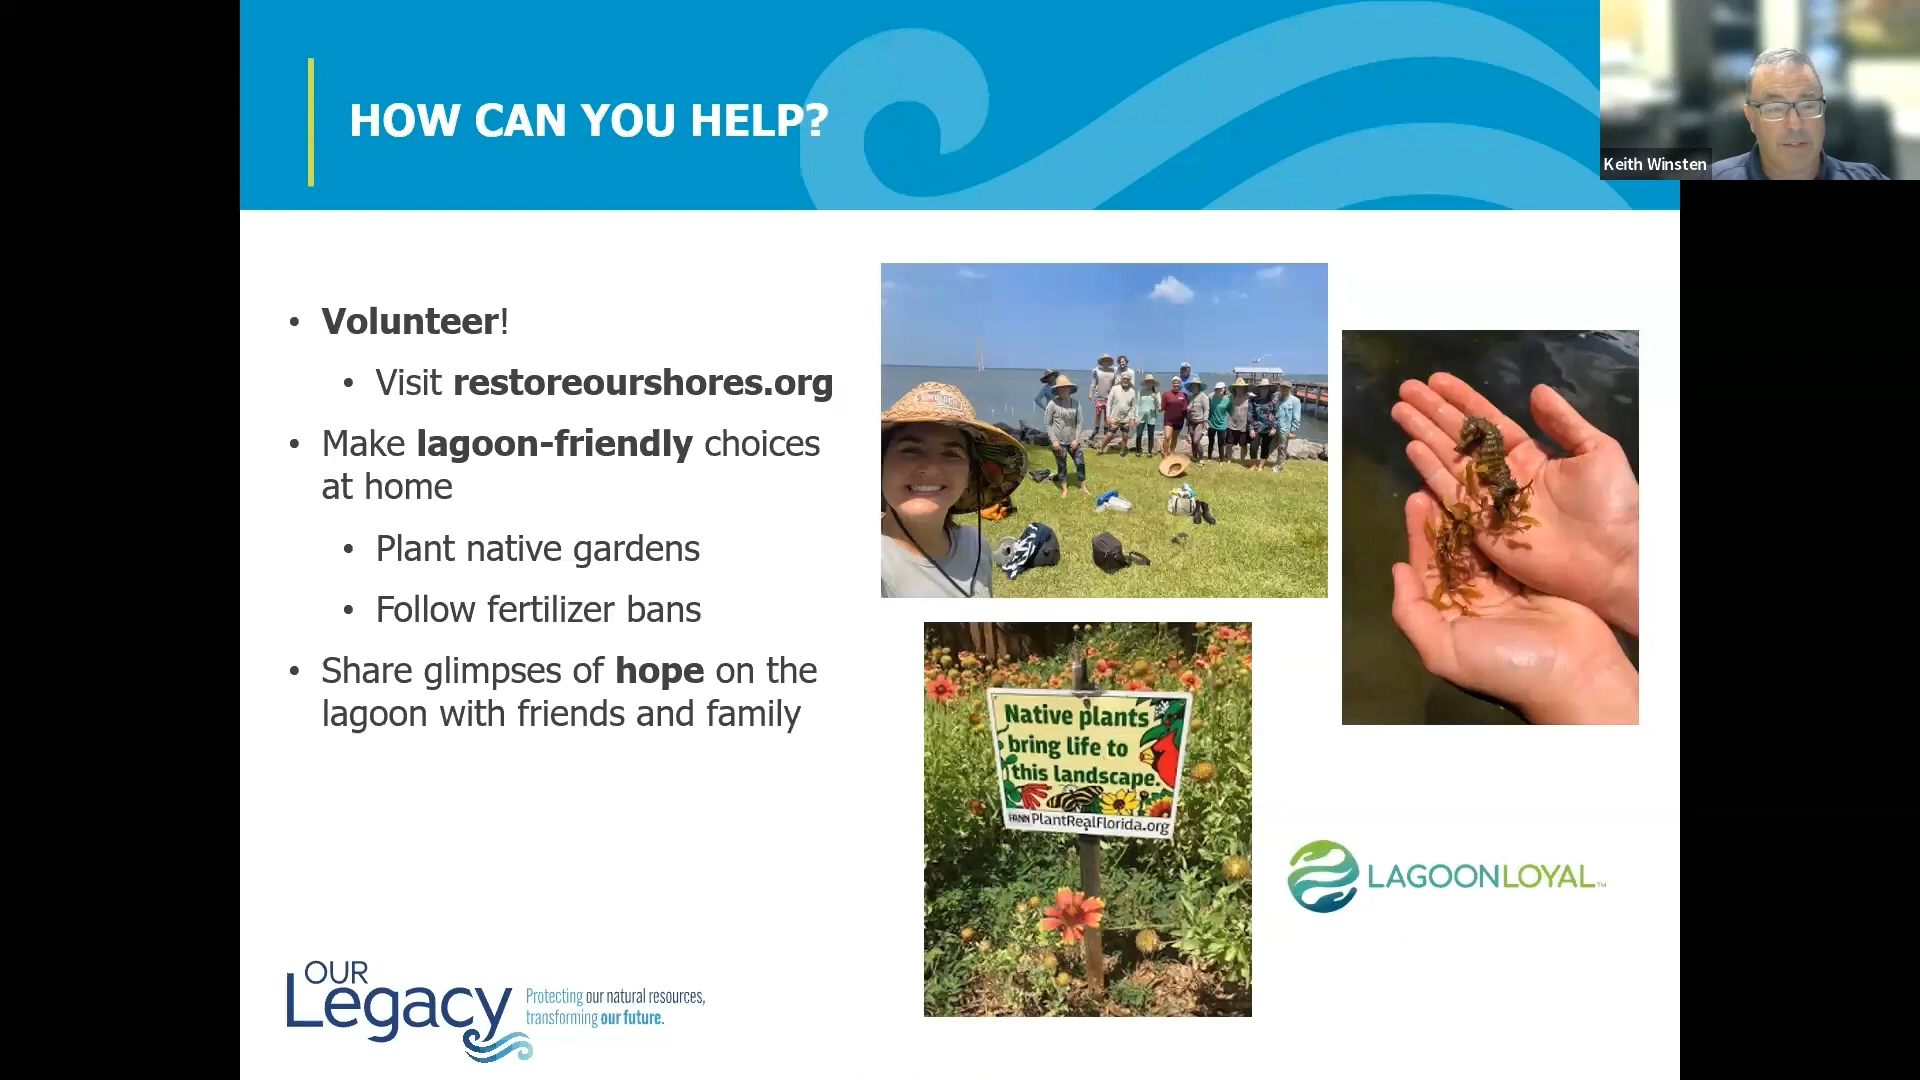 HOW CAN YOU HELP?
Keith Winsten
• Volunteer!
• Visit restoreourshores.org
• Make lagoon-friendly choices
at home
• Plant native gardens
• Follow fertilizer bans
• Share glimpses of hope on the
lagoon with friends and family
Native plants
bring life to
this landscape.
FANN PlantRealFlorida.org
LAGOONLOYAL™
OUR
Legacy
Protecting our natural resources,
transforming our future.